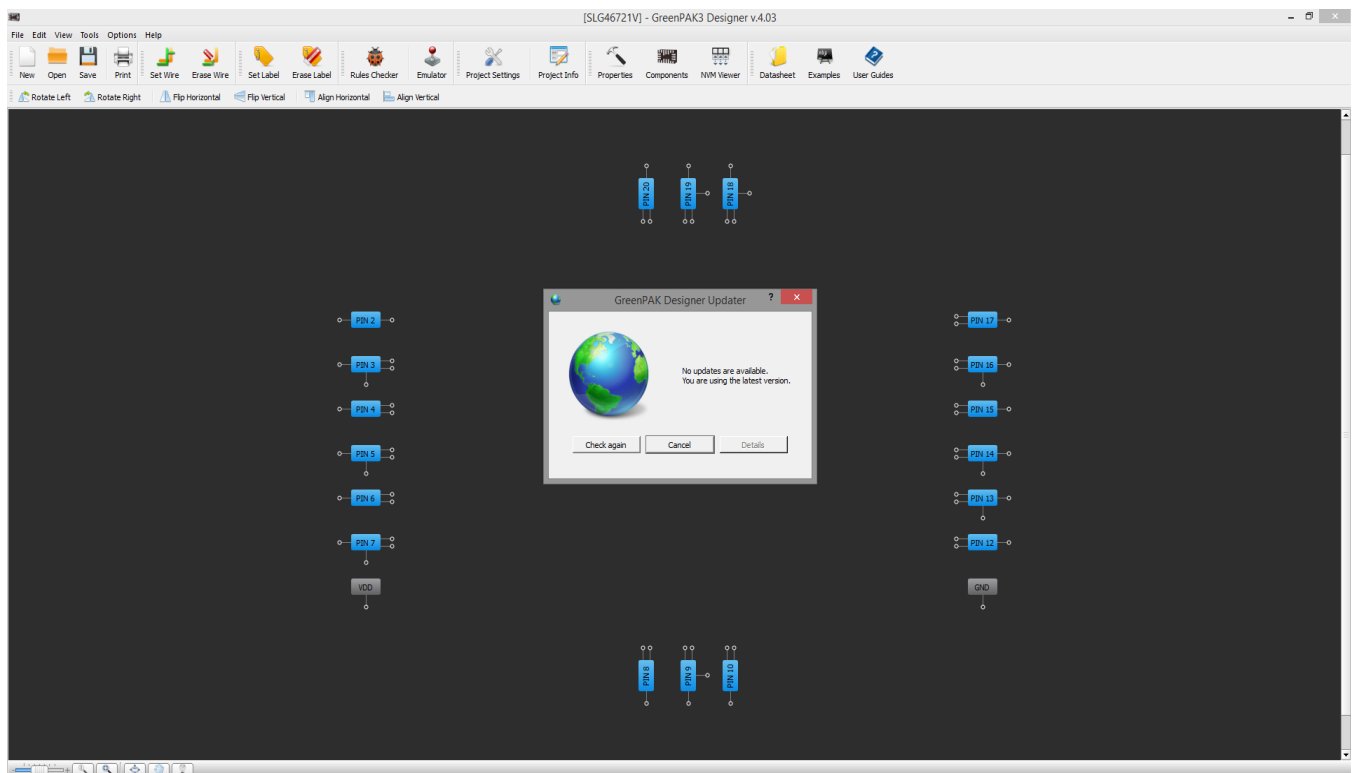 [SLG46721V] - GreenPAK3 Designer v.4.03
File Edit View Tools Options Help
New Open Save Print Set Wire Erase Wire Set Label Erase Label Rules Checker Emulator Project Settings Project Info Properties Components NVM Viewer Datasheet Examples User Guides
Rotate Left Rotate Right Flip Horizontal Flip Vertical Align Horizontal Align Vertical
PIN 20 PIN 19 PIN 18
GreenPAK Designer Updater ? ×
No updates are available.
You are using the latest version.
Check again Cancel Details
PIN 2
PIN 3
PIN 4
PIN 5
PIN 6
PIN 7
VDD
PIN 17
PIN 16
PIN 15
PIN 14
PIN 13
PIN 12
GND
PIN 8 PIN 9 PIN 10